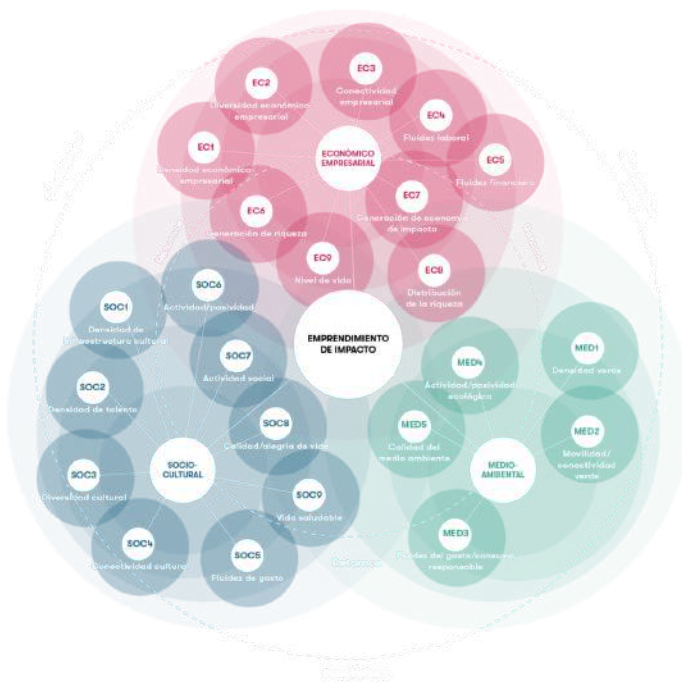 EC3
Conectividad
empresarial
EC2
Diversidad económico
empresarial
EC4
Fluidez laboral
EC1
Densidad económico
empresarial
ECONÓMICO
EMPRESARIAL
EC5
Fluidez financiera
EC6
Generación de riqueza
EC7
Generación de economía
de impacto
EC9
Nivel de vida
EC8
Distribución
de la riqueza
SOC6
Actividad/pasividad
SOC1
Densidad de
infraestructura cultural
EMPRENDIMIENTO
DE IMPACTO
SOC7
Actividad social
MED4
Actividad/pasividad
ecológica
MED1
Densidad verde
SOC2
Densidad de talento
SOC8
Calidad/alegría de vida
MED5
Calidad del
medio ambiente
MED2
Movilidad/
conectividad
verde
SOC3
Diversidad cultural
SOCIO-
CULTURAL
MEDIO-
AMBIENTAL
SOC9
Vida saludable
SOC4
Conectividad cultural
SOC5
Fluidez de gasto
MED3
Fluidez del gasto/consumo
responsable